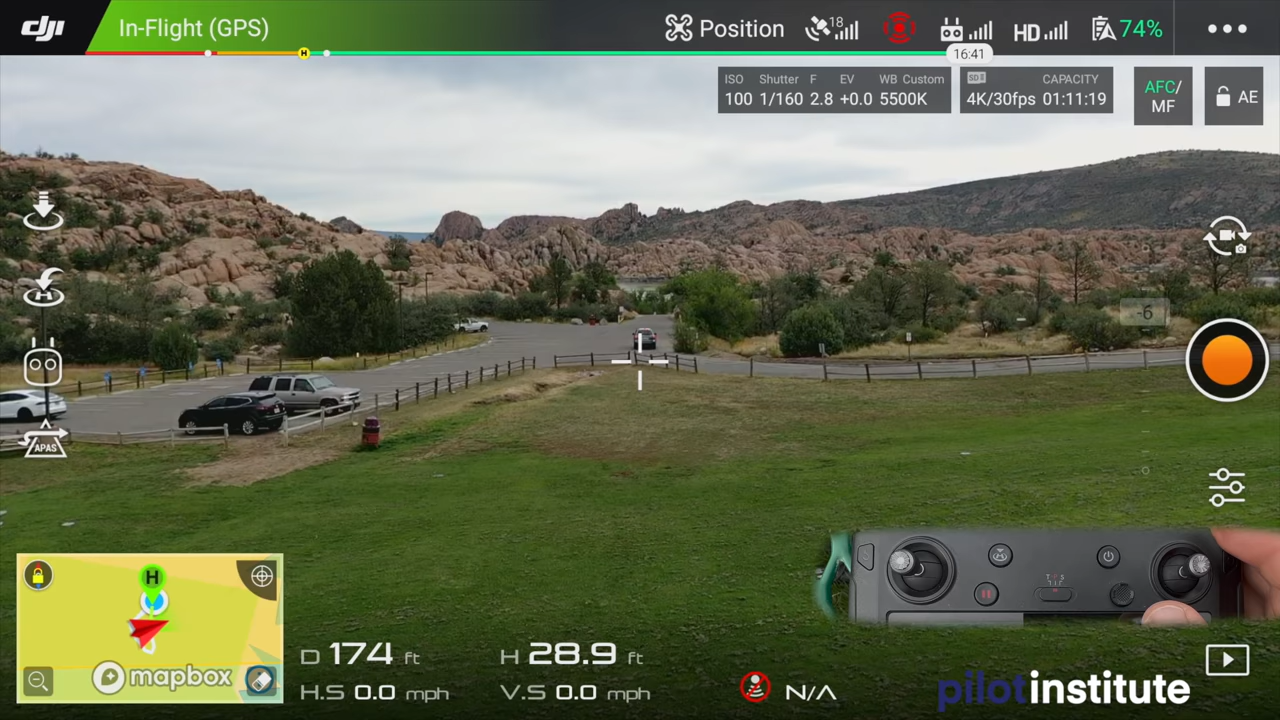 dji
In-Flight (GPS)
Position
18
HD
74%
H
16:41
ISO Shutter F EV WB Custom
100 1/160 2.8 +0.0 5500K
SD CAPACITY
4K/30fps 01:11:19
AFC/
MF
AE
H
-6
APAS
H
T P S
mapbox
D 174 ft
H 28.9 ft
H.S 0.0 mph
V.S 0.0 mph
N/A
pilotinstitute